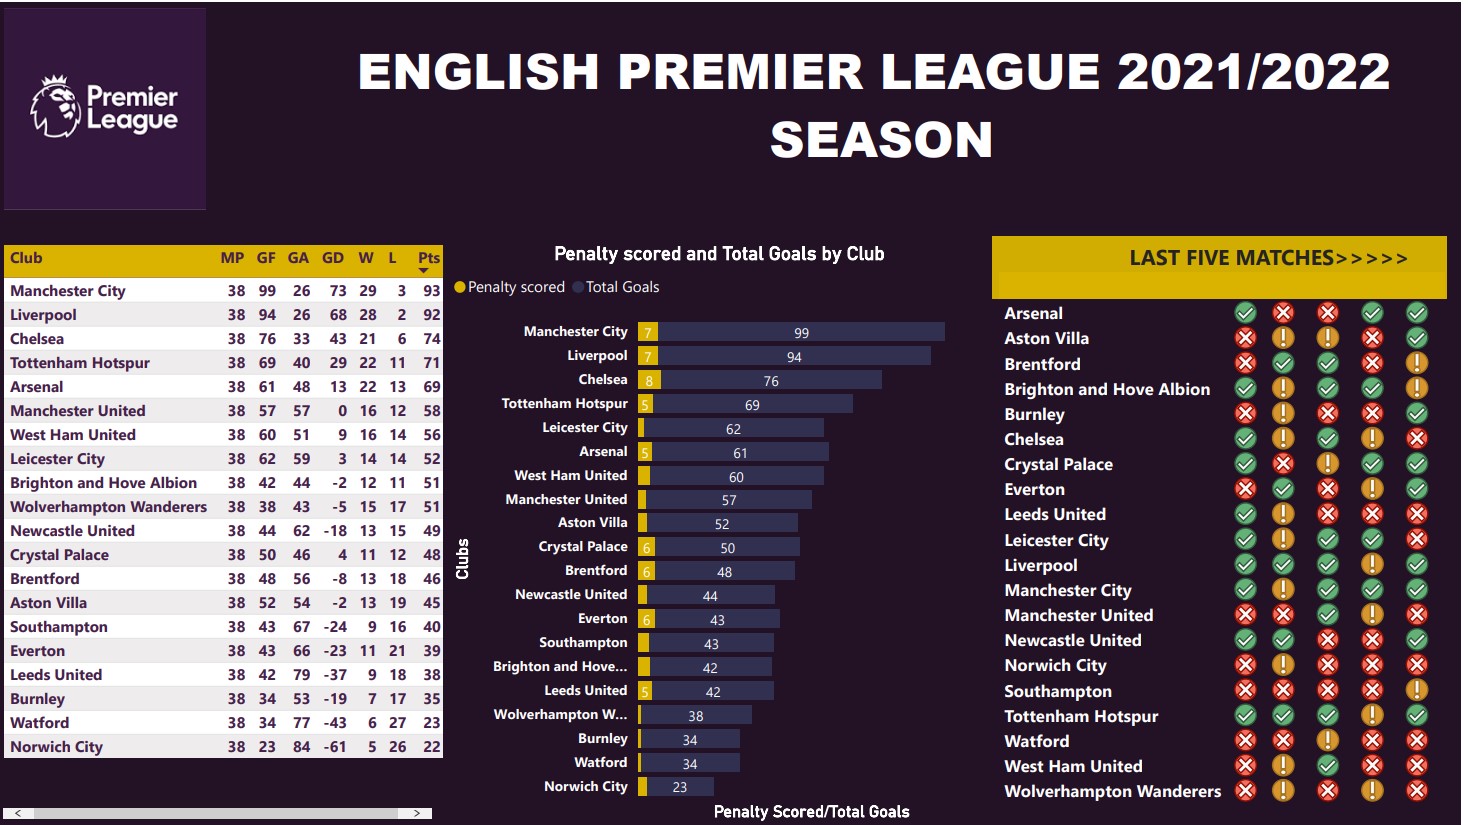 Premier
League
ENGLISH PREMIER LEAGUE 2021/2022
SEASON
Club MP GF GA GD W L Pts
Manchester City 38 99 26 73 29 3 93
Liverpool 38 94 26 68 28 2 92
Chelsea 38 76 33 43 21 6 74
Tottenham Hotspur 38 69 40 29 22 11 71
Arsenal 38 61 48 13 22 13 69
Manchester United 38 57 57 0 16 12 58
West Ham United 38 60 51 9 16 14 56
Leicester City 38 62 59 3 14 14 52
Brighton and Hove Albion 38 42 44 -2 12 11 51
Wolverhampton Wanderers 38 38 43 -5 15 17 51
Newcastle United 38 44 62 -18 13 15 49
Crystal Palace 38 50 46 4 11 12 48
Brentford 38 48 56 -8 13 18 46
Aston Villa 38 52 54 -2 13 19 45
Southampton 38 43 67 -24 9 16 40
Everton 38 43 66 -23 11 21 39
Leeds United 38 42 79 -37 9 18 38
Burnley 38 34 53 -19 7 17 35
Watford 38 34 77 -43 6 27 23
Norwich City 38 23 84 -61 5 26 22
Penalty scored and Total Goals by Club
Penalty scored Total Goals
Clubs
Manchester City 7 99
Liverpool 7 94
Chelsea 8 76
Tottenham Hotspur 5 69
Leicester City 62
Arsenal 5 61
West Ham United 60
Manchester United 57
Aston Villa 52
Crystal Palace 6 50
Brentford 6 48
Newcastle United 44
Everton 6 43
Southampton 43
Brighton and Hove... 42
Leeds United 5 42
Wolverhampton W... 38
Burnley 34
Watford 34
Norwich City 23
Penalty Scored/Total Goals
LAST FIVE MATCHES>>>>>
Arsenal
Aston Villa
Brentford
Brighton and Hove Albion
Burnley
Chelsea
Crystal Palace
Everton
Leeds United
Leicester City
Liverpool
Manchester City
Manchester United
Newcastle United
Norwich City
Southampton
Tottenham Hotspur
Watford
West Ham United
Wolverhampton Wanderers